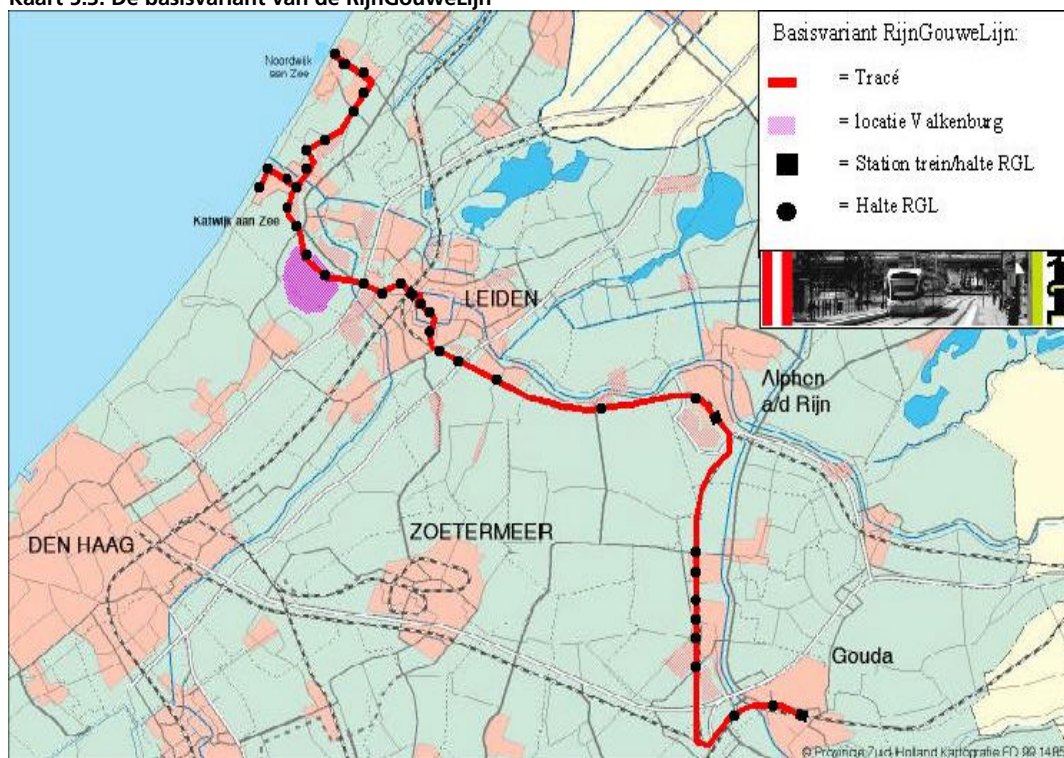 Kaart 5.3: De basisvariant van de RijnGouweLijn
Noordwijk
aan Zee
Katwijk aan Zee
LEIDEN
Alphen
a/d Rijn
DEN HAAG
ZOETERMEER
Gouda
Basisvariant RijnGouweLijn:
= Tracé
= locatie Valkenburg
= Station trein/halte RGL
= Halte RGL
RGL
© Provincie Zuid-Holland Kartografie FD 99.1485